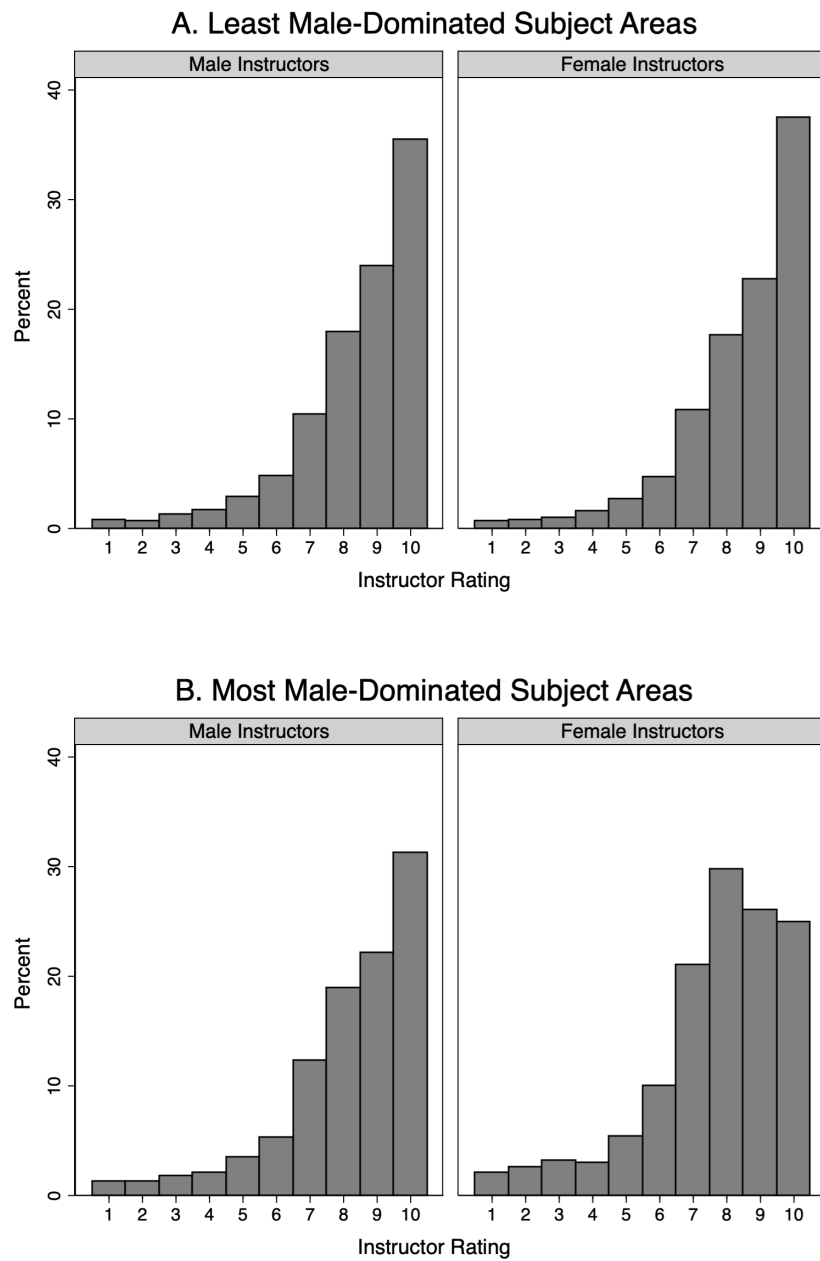 A. Least Male-Dominated Subject Areas
Male Instructors Female Instructors
Percent
40
30
20
10
0
1 2 3 4 5 6 7 8 9 10 1 2 3 4 5 6 7 8 9 10
Instructor Rating
B. Most Male-Dominated Subject Areas
Male Instructors Female Instructors
Percent
40
30
20
10
0
1 2 3 4 5 6 7 8 9 10 1 2 3 4 5 6 7 8 9 10
Instructor Rating